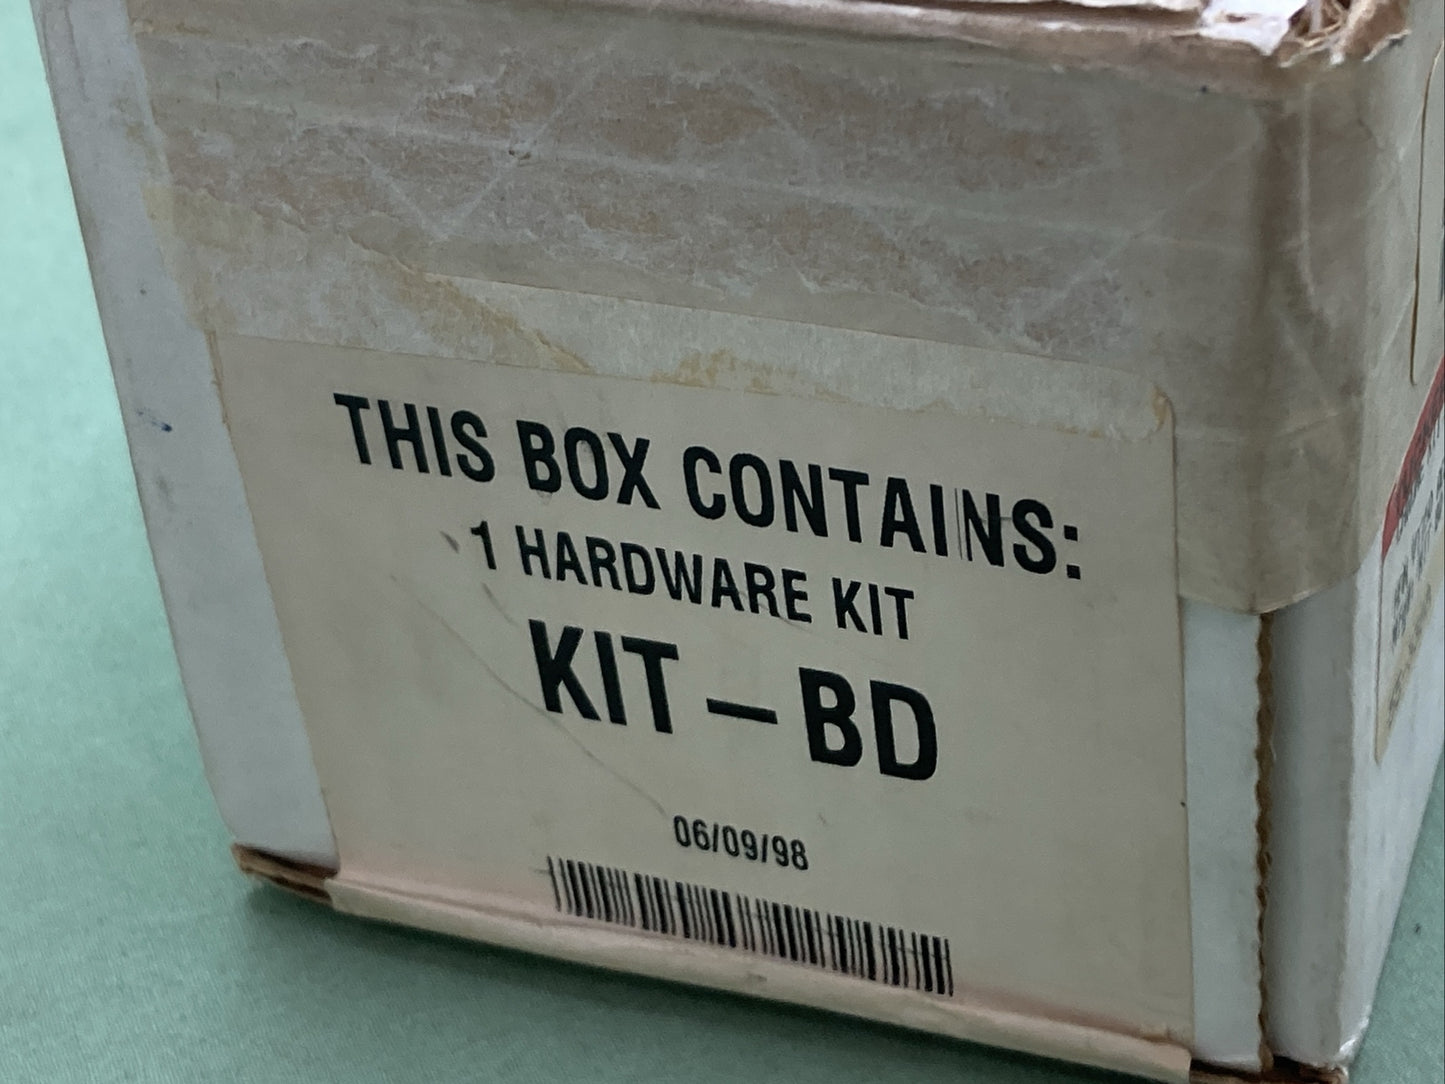 THIS BOX CONTAINS:
1 HARDWARE KIT
KIT – BD
06/09/98